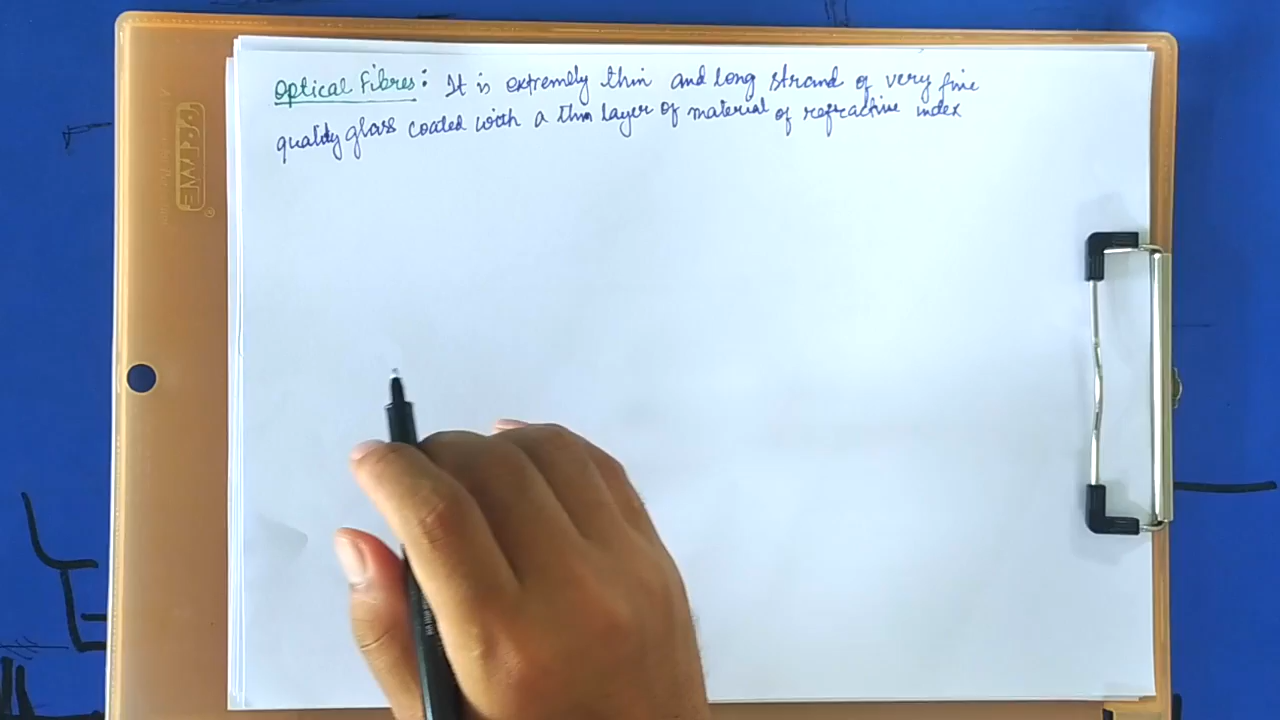 Optical Fibres: It is extremely thin and long strand of very fine
quality glass coated with a thin layer of material of refractive index